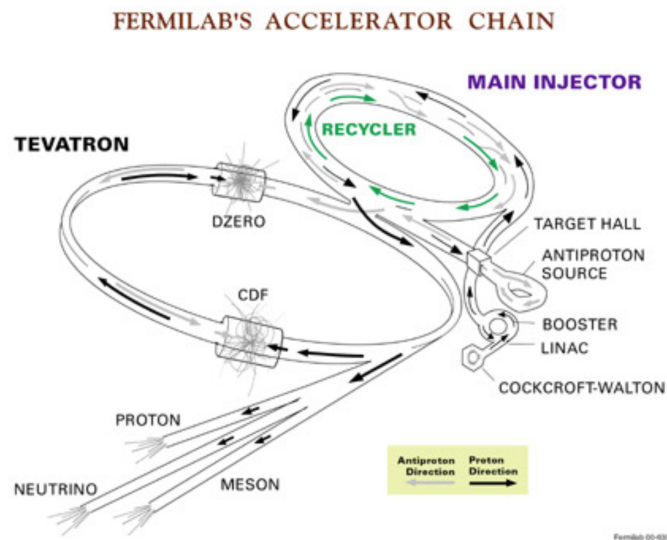 FERMILAB'S ACCELERATOR CHAIN
MAIN INJECTOR
RECYCLER
TEVATRON
DZERO
TARGET HALL
ANTIPROTON
SOURCE
CDF
BOOSTER
LINAC
COCKCROFT-WALTON
PROTON
NEUTRINO
MESON
Antiproton Proton
Direction Direction